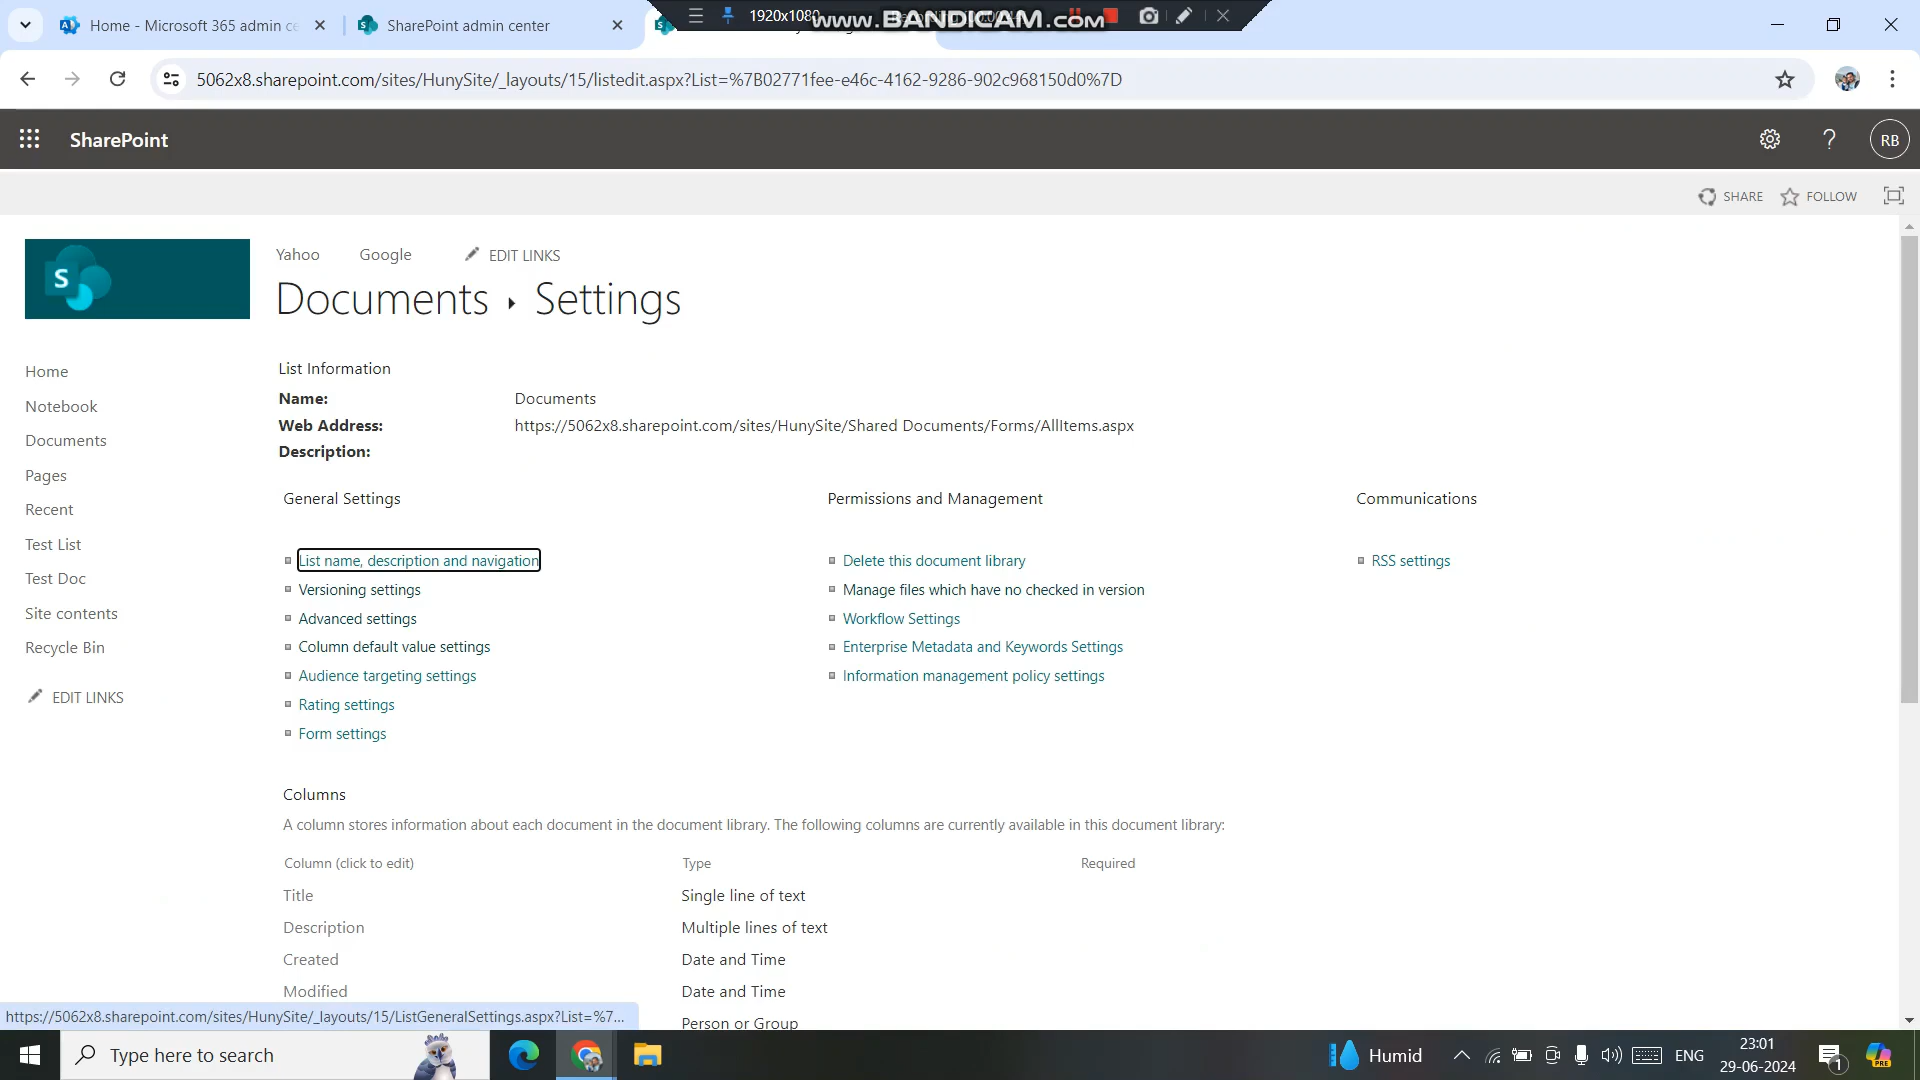 Home - Microsoft 365 admin ce
SharePoint admin center
1920x1080
www.BANDICAM.com
5062x8.sharepoint.com/sites/HunySite/_layouts/15/listedit.aspx?List=%7B02771fee-e46c-4162-9286-902c968150d0%7D
SharePoint
RB
SHARE
FOLLOW
S
Yahoo
Google
EDIT LINKS
Documents ▸ Settings
Home
Notebook
Documents
Pages
Recent
Test List
Test Doc
Site contents
Recycle Bin
EDIT LINKS
List Information
Name: Documents
Web Address: https://5062x8.sharepoint.com/sites/HunySite/Shared Documents/Forms/AllItems.aspx
Description:
General Settings
List name, description and navigation
Versioning settings
Advanced settings
Column default value settings
Audience targeting settings
Rating settings
Form settings
Permissions and Management
Delete this document library
Manage files which have no checked in version
Workflow Settings
Enterprise Metadata and Keywords Settings
Information management policy settings
Communications
RSS settings
Columns
A column stores information about each document in the document library. The following columns are currently available in this document library:
Column (click to edit) Type Required
Title Single line of text
Description Multiple lines of text
Created Date and Time
Modified Date and Time
Person or Group
https://5062x8.sharepoint.com/sites/HunySite/_layouts/15/ListGeneralSettings.aspx?List=%7...
Type here to search
Humid
ENG
23:01
29-06-2024
1
PRE